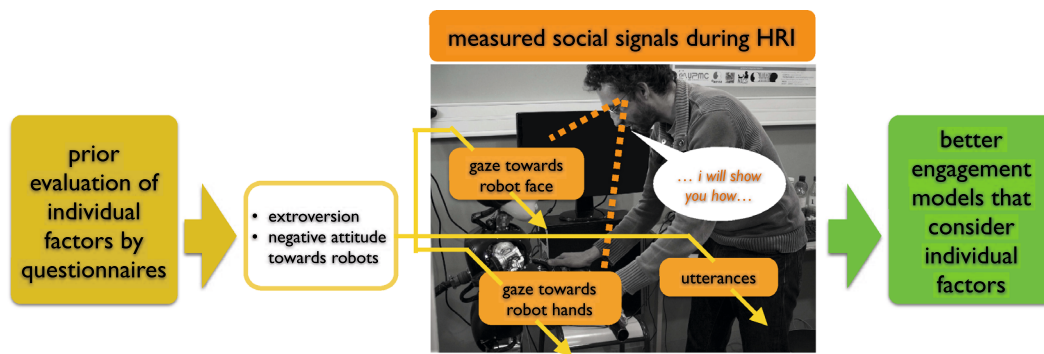 measured social signals during HRI
prior
evaluation of
individual
factors by
questionnaires
• extroversion
• negative attitude
towards robots
UPMC
gaze towards
robot face
... i will show
you how...
gaze towards
robot hands
utterances
better
engagement
models that
consider
individual
factors